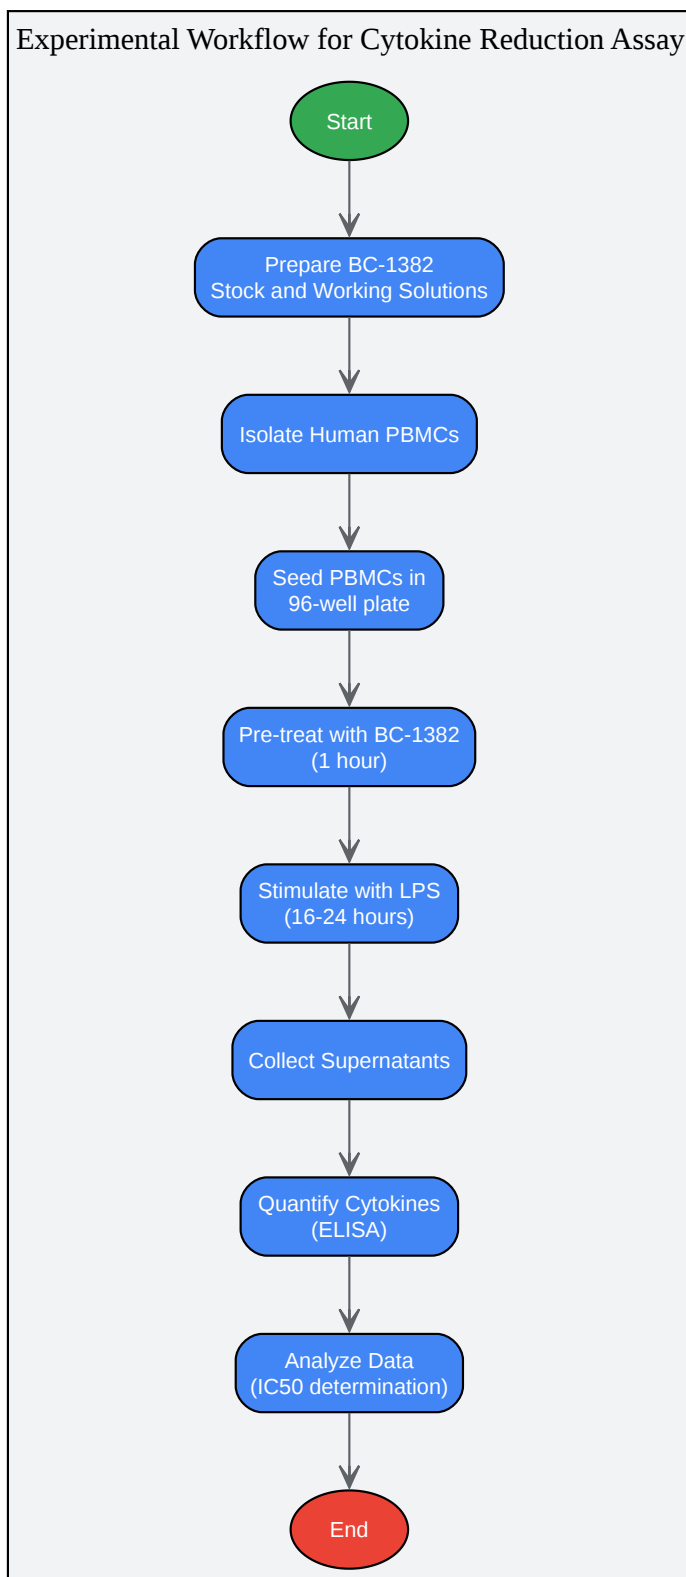 Experimental Workflow for Cytokine Reduction Assay
Start
Prepare BC-1382
Stock and Working Solutions
Isolate Human PBMCs
Seed PBMCs in
96-well plate
Pre-treat with BC-1382
(1 hour)
Stimulate with LPS
(16-24 hours)
Collect Supernatants
Quantify Cytokines
(ELISA)
Analyze Data
(IC50 determination)
End